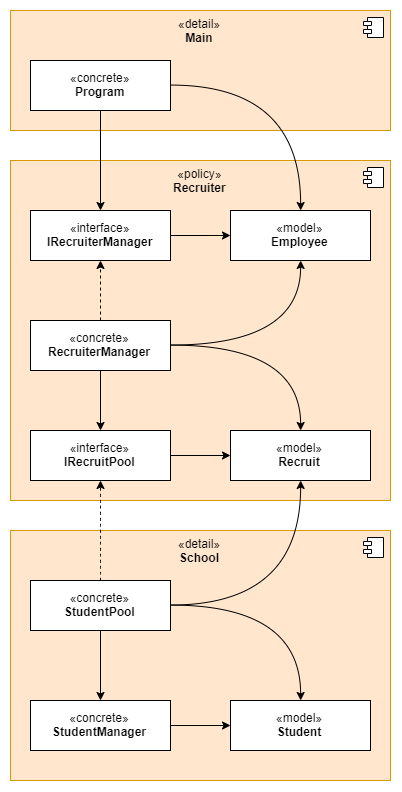 «detail»
Main
«concrete»
Program
«policy»
Recruiter
«interface»
IRecruiterManager
«model»
Employee
«concrete»
RecruiterManager
«interface»
IRecruitPool
«model»
Recruit
«detail»
School
«concrete»
StudentPool
«concrete»
StudentManager
«model»
Student